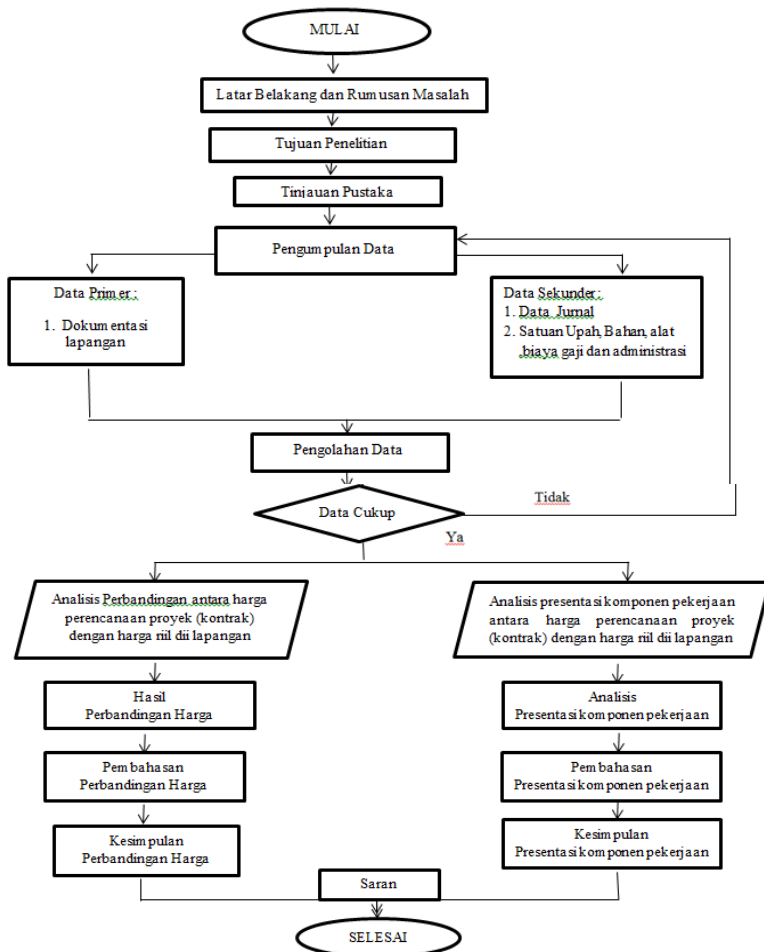 MULAI
Latar Belakang dan Rumusan Masalah
Tujuan Penelitian
Tinjauan Pustaka
Pengumpulan Data
Data Primer :
1. Dokumentasi
lapangan
Data Sekunder:
1. Data Jurnal
2. Satuan Upah, Bahan, alat
,biaya gaji dan administrasi
Pengolahan Data
Data Cukup
Tidak
Ya
Analisis Perbandingan antara harga
perencanaan proyek (kontrak)
dengan harga riil dii lapangan
Analisis presentasi komponen pekerjaan
antara harga perencanaan proyek
(kontrak) dengan harga riil dii lapangan
Hasil
Perbandingan Harga
Analisis
Presentasi komponen pekerjaan
Pembahasan
Perbandingan Harga
Pembahasan
Presentasi komponen pekerjaan
Kesimpulan
Perbandingan Harga
Kesimpulan
Presentasi komponen pekerjaan
Saran
SELESAI